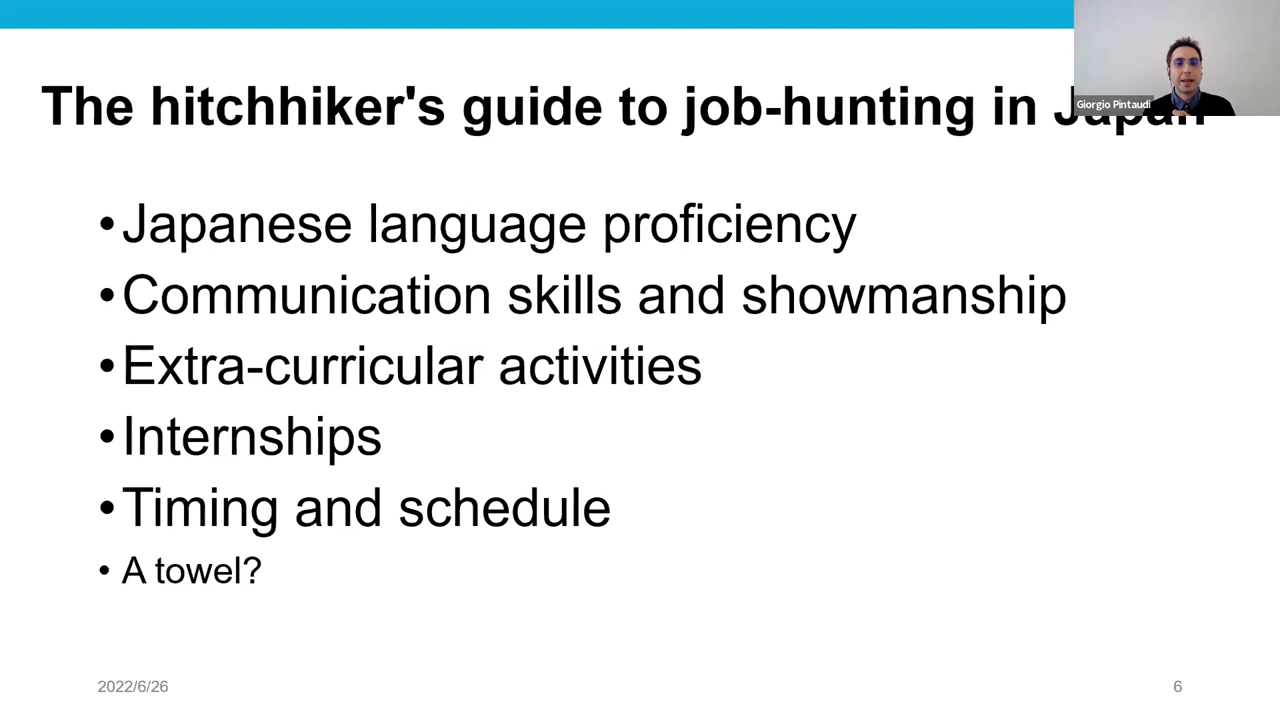 The hitchhiker's guide to job-hunting in Japan
Giorgio Pintaudi
•Japanese language proficiency
•Communication skills and showmanship
•Extra-curricular activities
•Internships
•Timing and schedule
• A towel?
2022/6/26
6